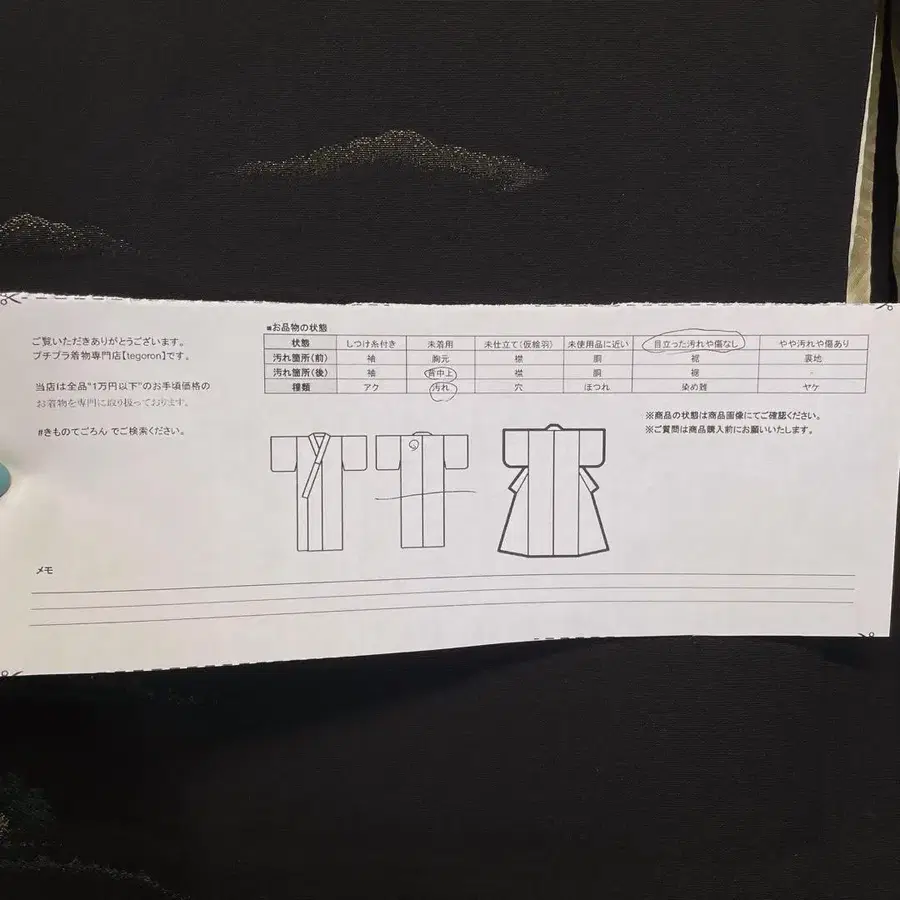 ご覧いただきありがとうございます。
プチプラ着物専門店【tegoron】です。
当店は全品"1万円以下"のお手頃価格の
お着物を専門に取り扱っております。
#きものてごろん でご検索ください。
■お品物の状態
状態 しつけ糸付き 未着用 未仕立て(仮絵羽) 未使用品に近い 目立った汚れや傷なし やや汚れや傷あり
汚れ箇所(前) 袖 胸元 襟 胴 裾 裏地
汚れ箇所(後) 袖 背中上 襟 胴 裾 -
種類 アク 汚れ 穴 ほつれ 染め難 ヤケ
※商品の状態は商品画像にてご確認ください。
※ご質問は商品購入前にお願いいたします。
メモ